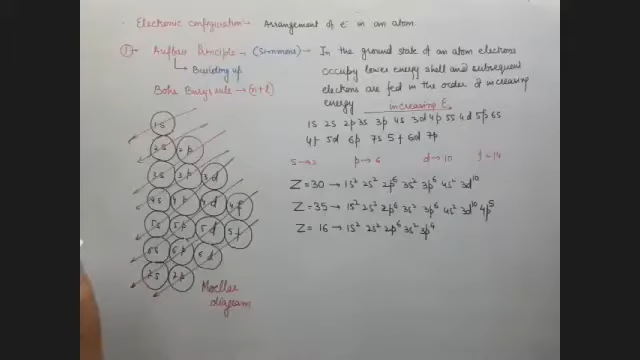 Electronic configuration - Arrangement of e⁻ in an atom.
① Aufbau Principle - (5 - In the ground state of an atom electrons
Building up
occupy lower energy shell and subsequent
electrons are fed in the order of increasing
energy
Bohr Burys rule → (n+l)
increasing E
1s 2s 2p 3s 3p 4s 3d 4p 5s 4d 5p 6s
4f 5d 6p 7s 5f 6d 7p
s→2 p→6 d→10 f→14
Z=30 → 1s² 2s² 2p⁶ 3s² 3p⁶ 4s² 3d¹⁰
Z=35 → 1s² 2s² 2p⁶ 3s² 3p⁶ 4s² 3d¹⁰ 4p⁵
Z=16 → 1s² 2s² 2p⁶ 3s² 3p⁴
1s
2s 2p
3s 3p 3d
4s 4p 4d 4f
5s 5p 5d 5f
6s 6p 6d
7s 7p
Moeller
diagram